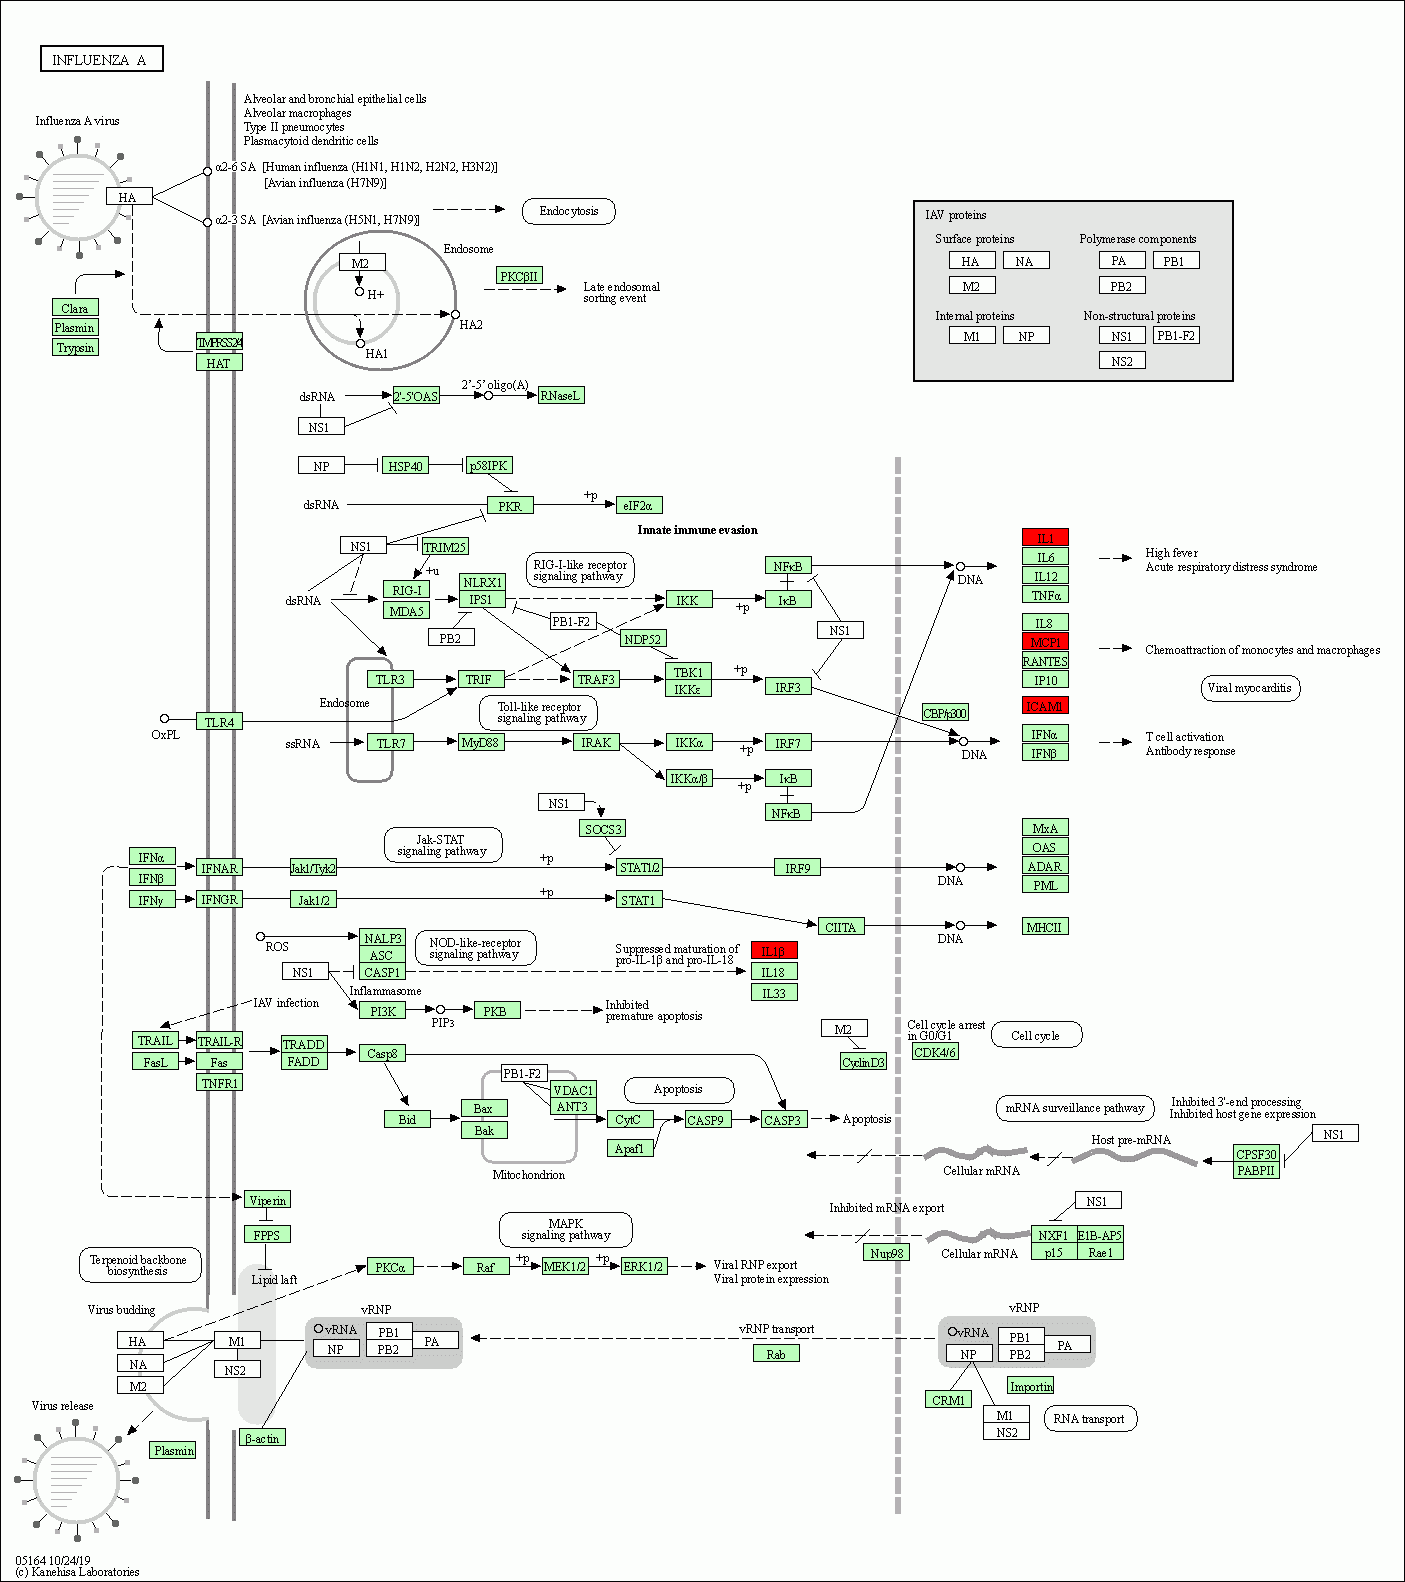 INFLUENZA A
Alveolar and bronchial epithelial cells
Alveolar macrophages
Type II pneumocytes
Plasmacytoid dendritic cells
Influenza A virus
HA
α2-6 SA [Human influenza (H1N1, H1N2, H2N2, H3N2)]
[Avian influenza (H7N9)]
α2-3 SA [Avian influenza (H5N1, H7N9)]
Endocytosis
IAV proteins
Surface proteins
HA
NA
M2
Polymerase components
PA
PB1
PB2
Internal proteins
M1
NP
Non-structural proteins
NS1
PB1-F2
NS2
Endosome
M2
H+
HA2
HA1
PKCβII
Late endosomal
sorting event
Clara
Plasmin
Trypsin
TMPRSS24
HAT
dsRNA
2'-5'OAS
2'-5' oligo(A)
RNaseL
NS1
NP
HSP40
p58IPK
dsRNA
PKR
+p
eIF2α
Innate immune evasion
NS1
TRIM25
+u
RIG-I
MDA5
dsRNA
NLRX1
IPS1
RIG-I-like receptor
signaling pathway
PB2
PB1-F2
NDP52
IKK
+p
NFκB
IκB
NS1
DNA
IL1
IL6
IL12
TNFα
High fever
Acute respiratory distress syndrome
IL8
MCP1
RANTES
IP10
Chemoattraction of monocytes and macrophages
Viral myocarditis
ICAM1
IFNα
IFNβ
T cell activation
Antibody response
Endosome
TLR3
TRIF
TRAF3
TBK1
IKKε
+p
IRF3
CBP/p300
DNA
OxPL
TLR4
Toll-like receptor
signaling pathway
ssRNA
TLR7
MyD88
IRAK
IKKα
+p
IRF7
IKKα/β
+p
IκB
NFκB
NS1
SOCS3
Jak-STAT
signaling pathway
IFNα
IFNβ
IFNAR
Jak1/Tyk2
+p
STAT1/2
IRF9
DNA
MxA
OAS
ADAR
PML
IFNγ
IFNGR
Jak1/2
+p
STAT1
CIITA
DNA
MHCII
ROS
NALP3
ASC
CASP1
Inflammasome
NOD-like-receptor
signaling pathway
Suppressed maturation of
pro-IL-1β and pro-IL-18
IL1β
IL18
IL33
NS1
IAV infection
PI3K
PIP3
PKB
Inhibited
premature apoptosis
TRAIL
FasL
TRAIL-R
Fas
TNFR1
TRADD
FADD
Casp8
M2
CyclinD3
Cell cycle arrest
in G0/G1
CDK4/6
Cell cycle
Bid
Bax
Bak
PB1-F2
VDAC1
ANT3
Mitochondrion
Apoptosis
CytC
Apaf1
CASP9
CASP3
Apoptosis
mRNA surveillance pathway
Inhibited 3'-end processing
Inhibited host gene expression
NS1
Host pre-mRNA
Cellular mRNA
CPSF30
PABPII
Viperin
FPPS
Lipid laft
Terpenoid backbone
biosynthesis
MAPK
signaling pathway
PKCα
Raf
+p
MEK1/2
+p
ERK1/2
Viral RNP export
Viral protein expression
Inhibited mRNA export
NS1
Nup98
Cellular mRNA
NXF1
E1B-AP5
p15
Rae1
Virus budding
HA
NA
M2
M1
NS2
vRNP
vRNA
NP
PB1
PB2
PA
vRNP transport
Rab
vRNP
vRNA
NP
PB1
PB2
PA
CRM1
Importin
M1
NS2
RNA transport
Virus release
Plasmin
β-actin
05164 10/24/19
(c) Kanehisa Laboratories